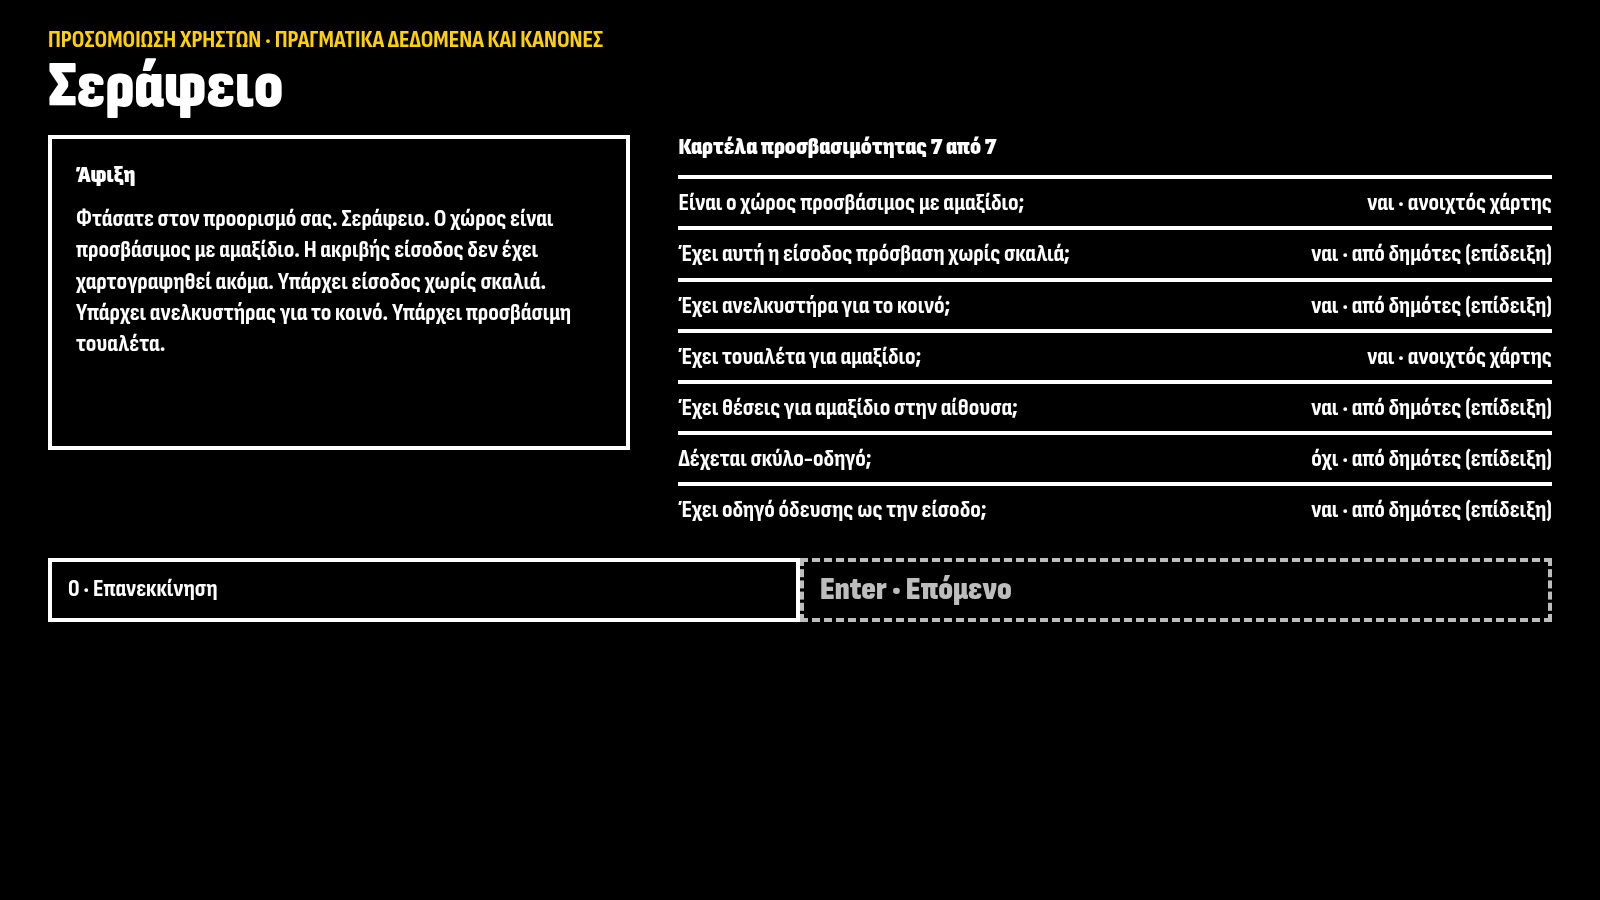 ΠΡΟΣΟΜΟΙΩΣΗ ΧΡΗΣΤΩΝ · ΠΡΑΓΜΑΤΙΚΑ ΔΕΔΟΜΕΝΑ ΚΑΙ ΚΑΝΟΝΕΣ
Σεράφειο
Άφιξη
Φτάσατε στον προορισμό σας. Σεράφειο. Ο χώρος είναι
προσβάσιμος με αμαξίδιο. Η ακριβής είσοδος δεν έχει
χαρτογραφηθεί ακόμα. Υπάρχει είσοδος χωρίς σκαλιά.
Υπάρχει ανελκυστήρας για το κοινό. Υπάρχει προσβάσιμη
τουαλέτα.
Καρτέλα προσβασιμότητας 7 από 7
Είναι ο χώρος προσβάσιμος με αμαξίδιο; ναι · ανοιχτός χάρτης
Έχει αυτή η είσοδος πρόσβαση χωρίς σκαλιά; ναι · από δημότες (επίδειξη)
Έχει ανελκυστήρα για το κοινό; ναι · από δημότες (επίδειξη)
Έχει τουαλέτα για αμαξίδιο; ναι · ανοιχτός χάρτης
Έχει θέσεις για αμαξίδιο στην αίθουσα; ναι · από δημότες (επίδειξη)
Δέχεται σκύλο-οδηγό; όχι · από δημότες (επίδειξη)
Έχει οδηγό όδευσης ως την είσοδο; ναι · από δημότες (επίδειξη)
0 · Επανεκκίνηση
Enter · Επόμενο